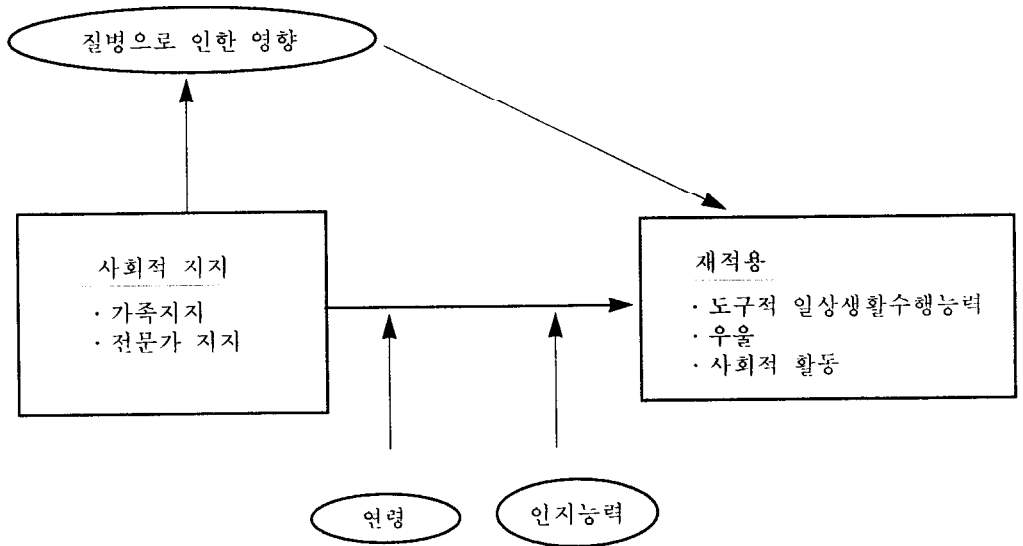 질병으로 인한 영향
사회적 지지
· 가족지지
· 전문가 지지
재적응
· 도구적 일상생활수행능력
· 우울
· 사회적 활동
연령
인지능력